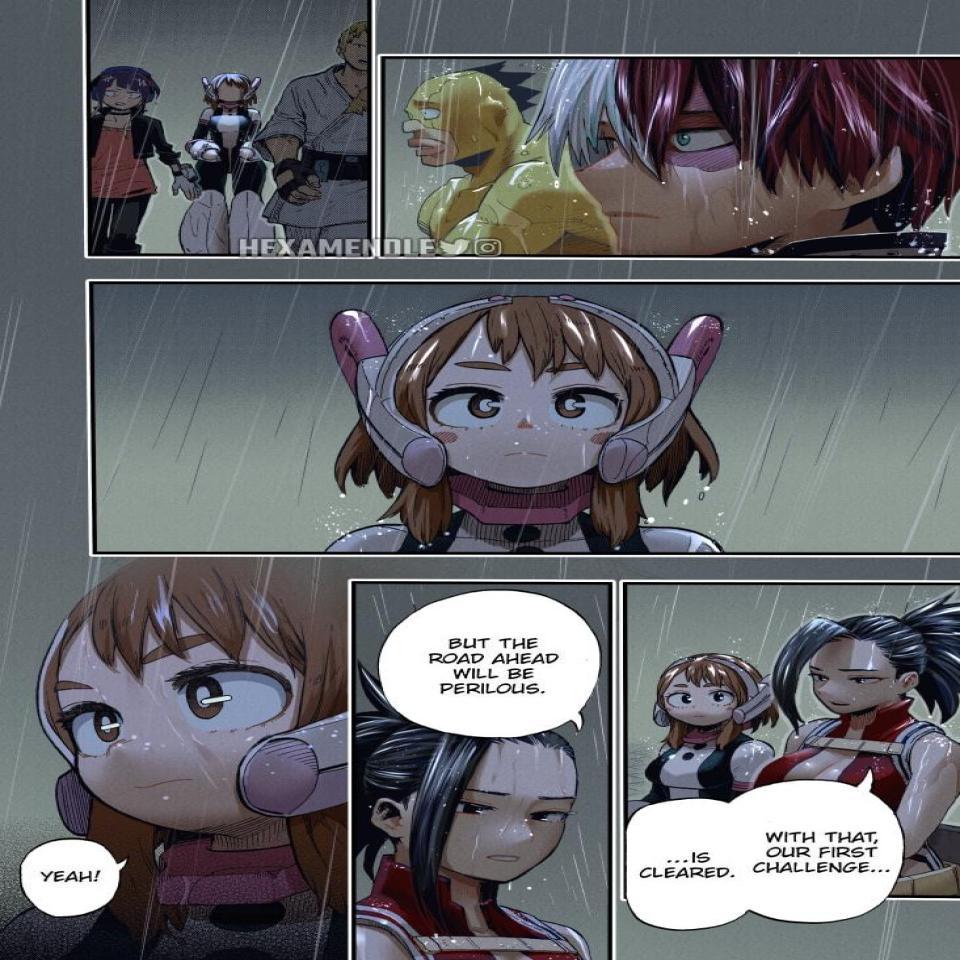 HEXAMENDLE
WITH THAT,
OUR FIRST
CHALLENGE...
...IS
CLEARED.
BUT THE
ROAD AHEAD
WILL BE
PERILOUS.
YEAH!